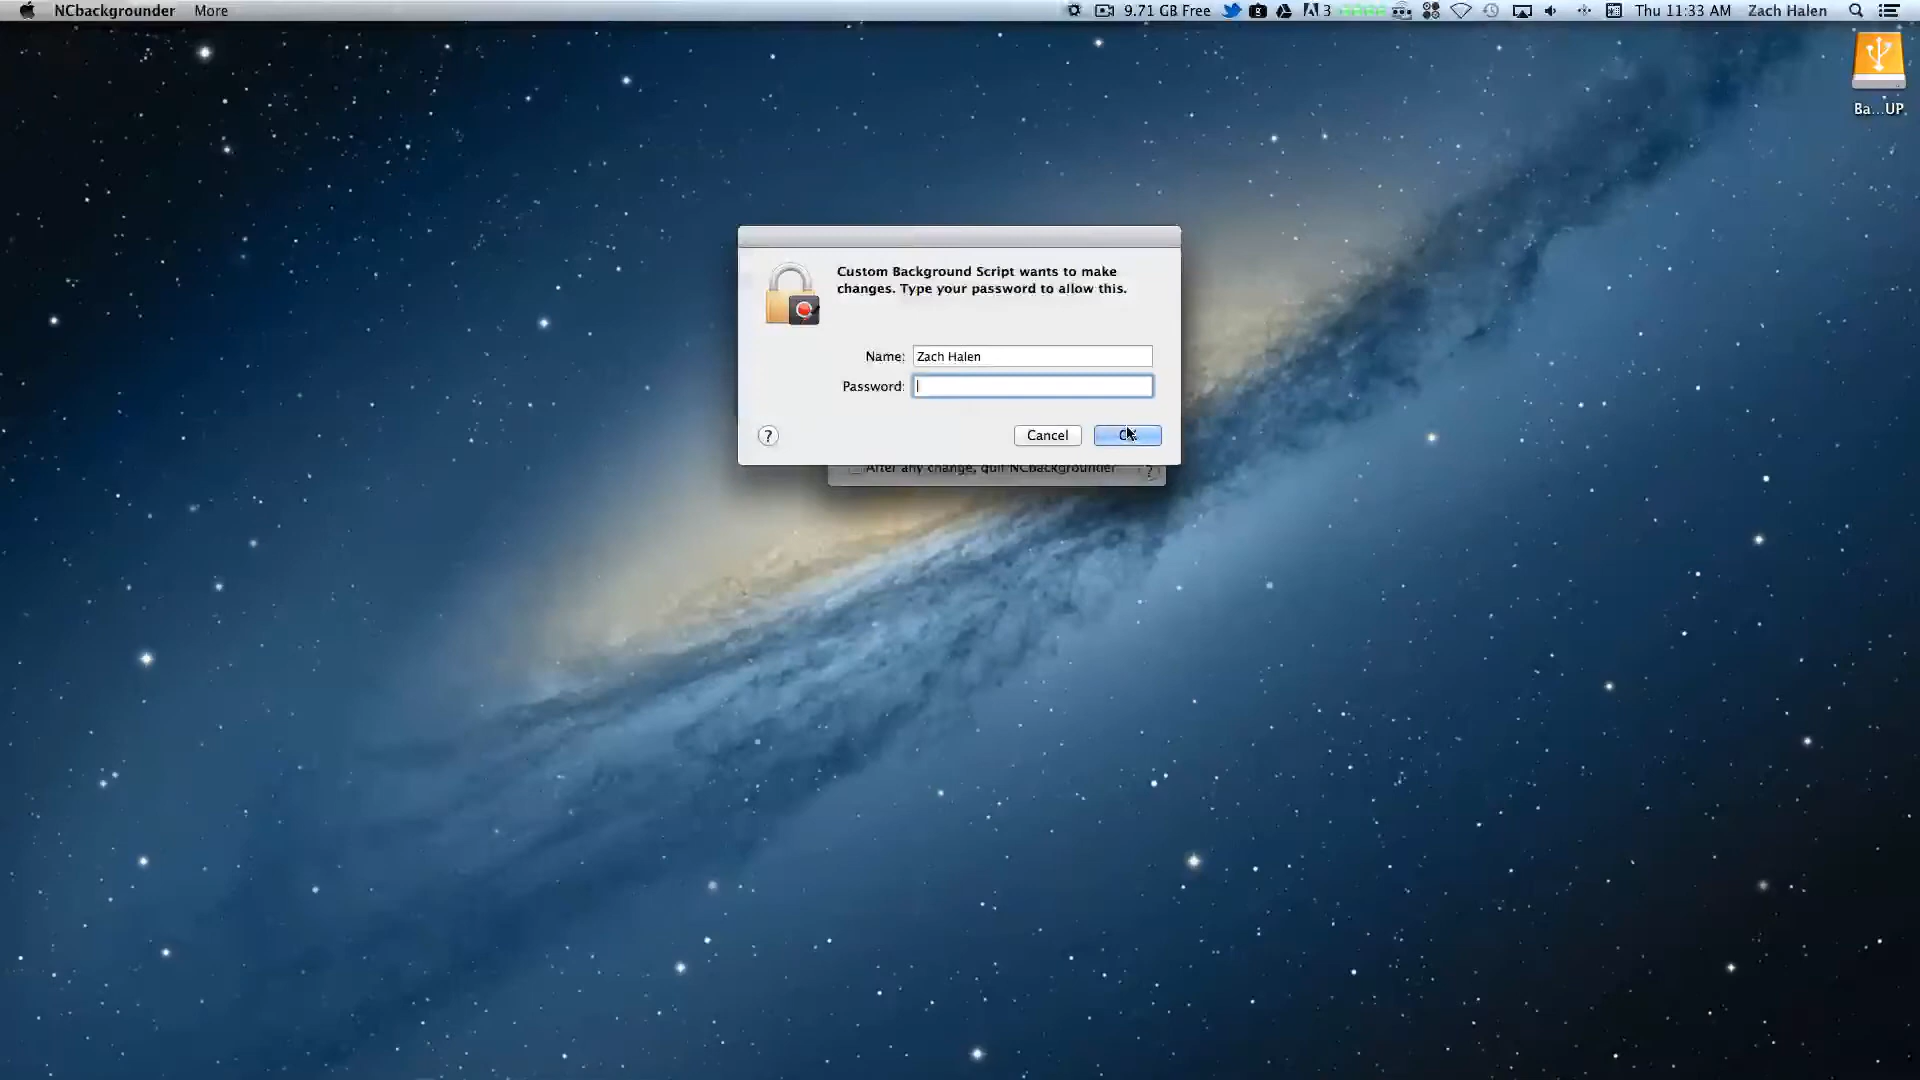 NCbackgrounder More 9.71 GB Free 3 Thu 11:33 AM Zach Halen
Ba...UP
Custom Background Script wants to make
changes. Type your password to allow this.
Name: Zach Halen
Password:
? Cancel
After any change, quit NCbackgrounder ?